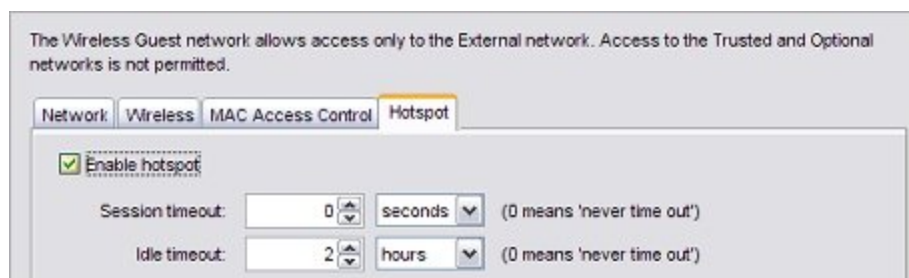 The Wireless Guest network allows access only to the External network. Access to the Trusted and Optional
networks is not permitted.
Network Wireless MAC Access Control Hotspot
Enable hotspot
Session timeout: 0 seconds (0 means 'never time out')
Idle timeout: 2 hours (0 means 'never time out')